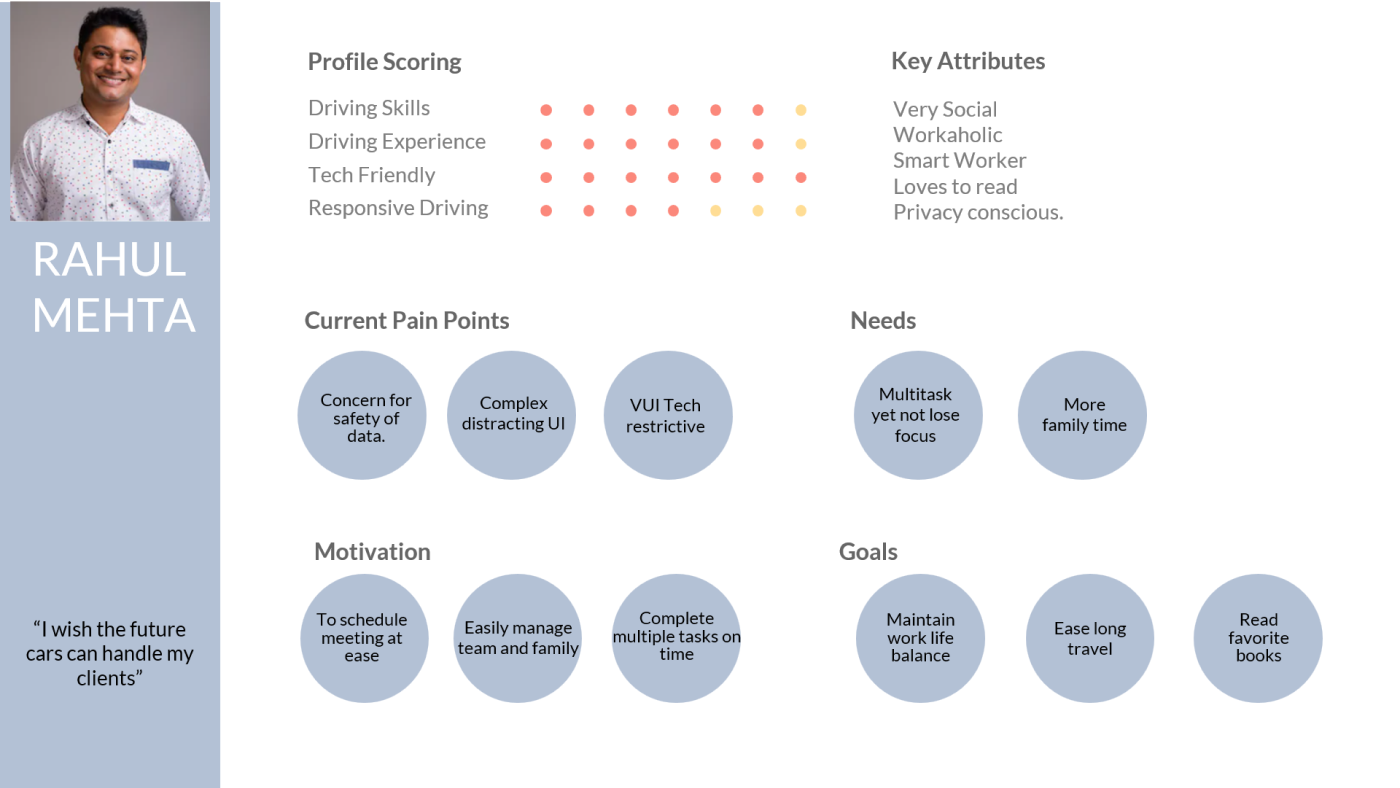 RAHUL
MEHTA
“I wish the future
cars can handle my
clients”
Profile Scoring
Driving Skills
Driving Experience
Tech Friendly
Responsive Driving
Key Attributes
Very Social
Workaholic
Smart Worker
Loves to read
Privacy conscious.
Current Pain Points
Concern for
safety of
data.
Complex
distracting UI
VUI Tech
restrictive
Needs
Multitask
yet not lose
focus
More
family time
Motivation
To schedule
meeting at
ease
Easily manage
team and family
Complete
multiple tasks on
time
Goals
Maintain
work life
balance
Ease long
travel
Read
favorite
books